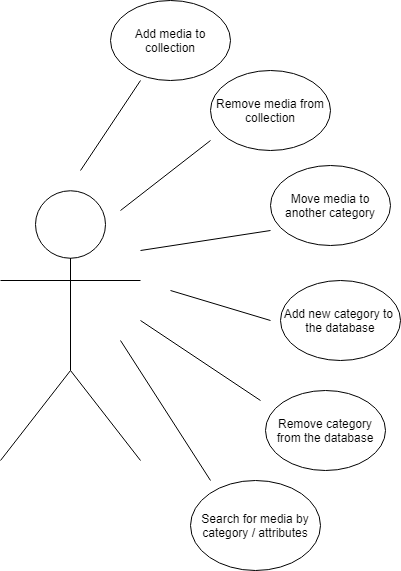 Add media to
collection
Remove media from
collection
Move media to
another category
Add new category to
the database
Remove category
from the database
Search for media by
category / attributes